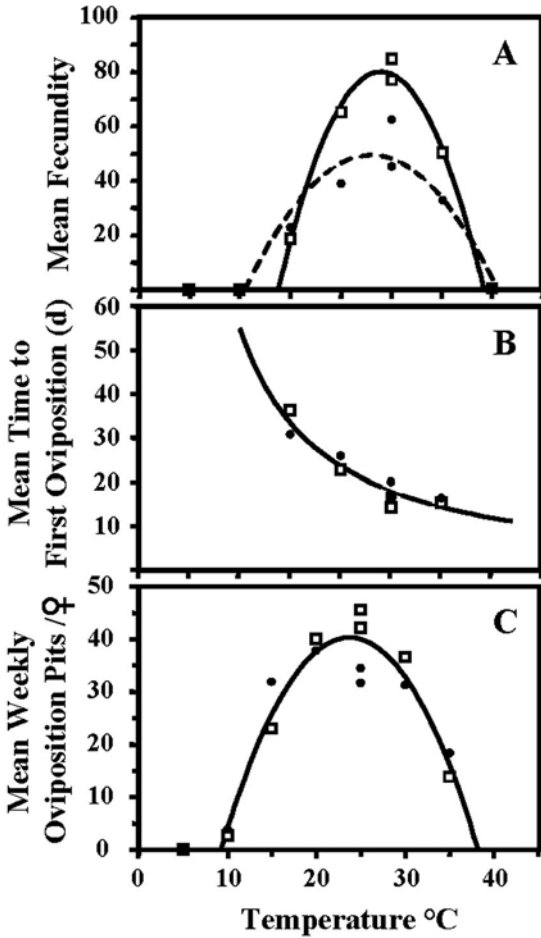 100
80
60
40
20
A
Mean Fecundity
60
50
40
30
20
10
B
Mean Time to
First Oviposition (d)
50
40
30
20
10
0
C
Mean Weekly
Oviposition Pits /♀
0 10 20 30 40
Temperature °C